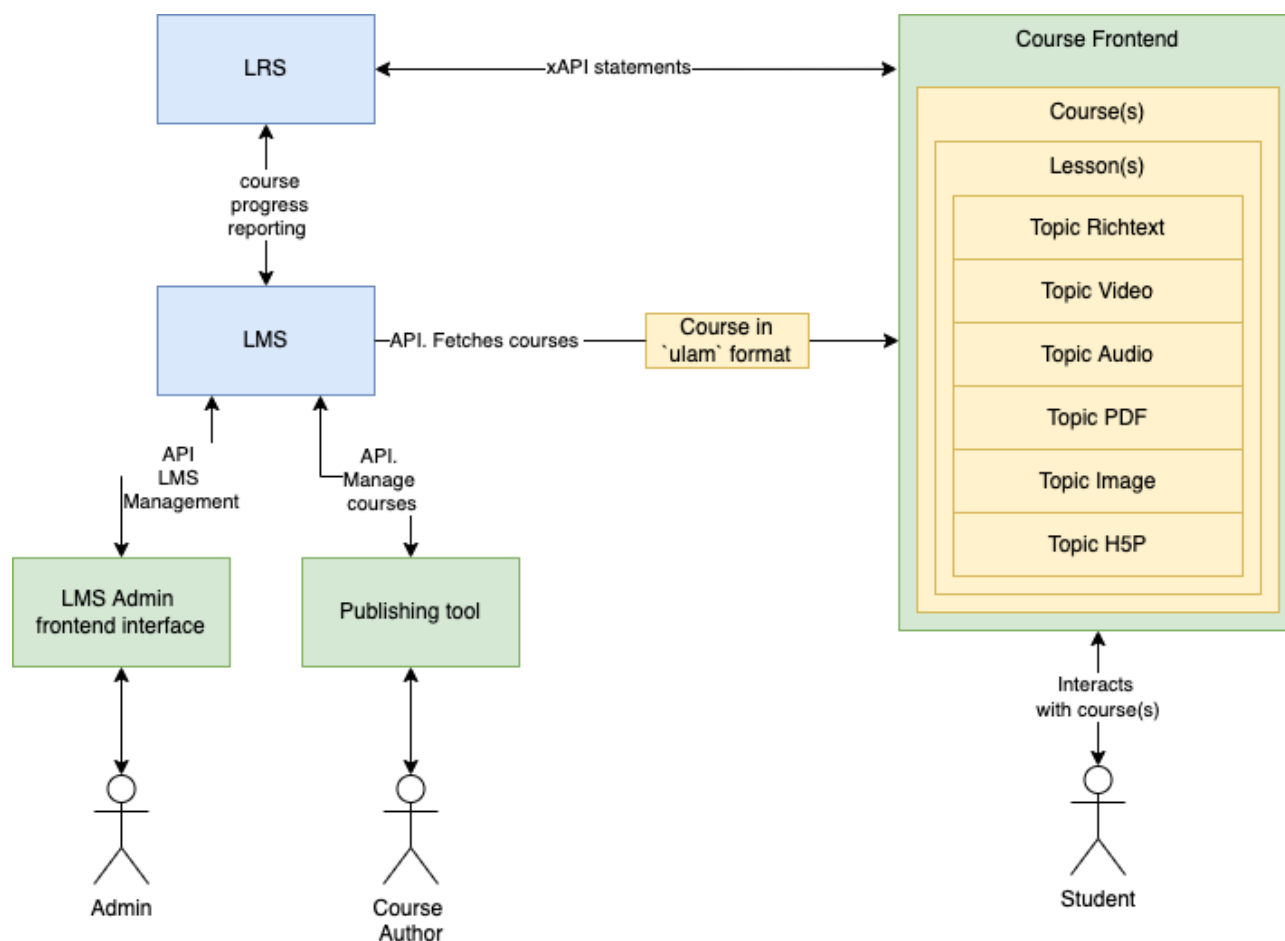 LRS
xAPI statements
Course Frontend
Course(s)
Lesson(s)
Topic Richtext
Topic Video
Topic Audio
Topic PDF
Topic Image
Topic H5P
course
progress
reporting
LMS
API. Fetches courses
Course in
`ulam` format
API
LMS
Management
API.
Manage
courses
LMS Admin
frontend interface
Publishing tool
Interacts
with course(s)
Admin
Course
Author
Student